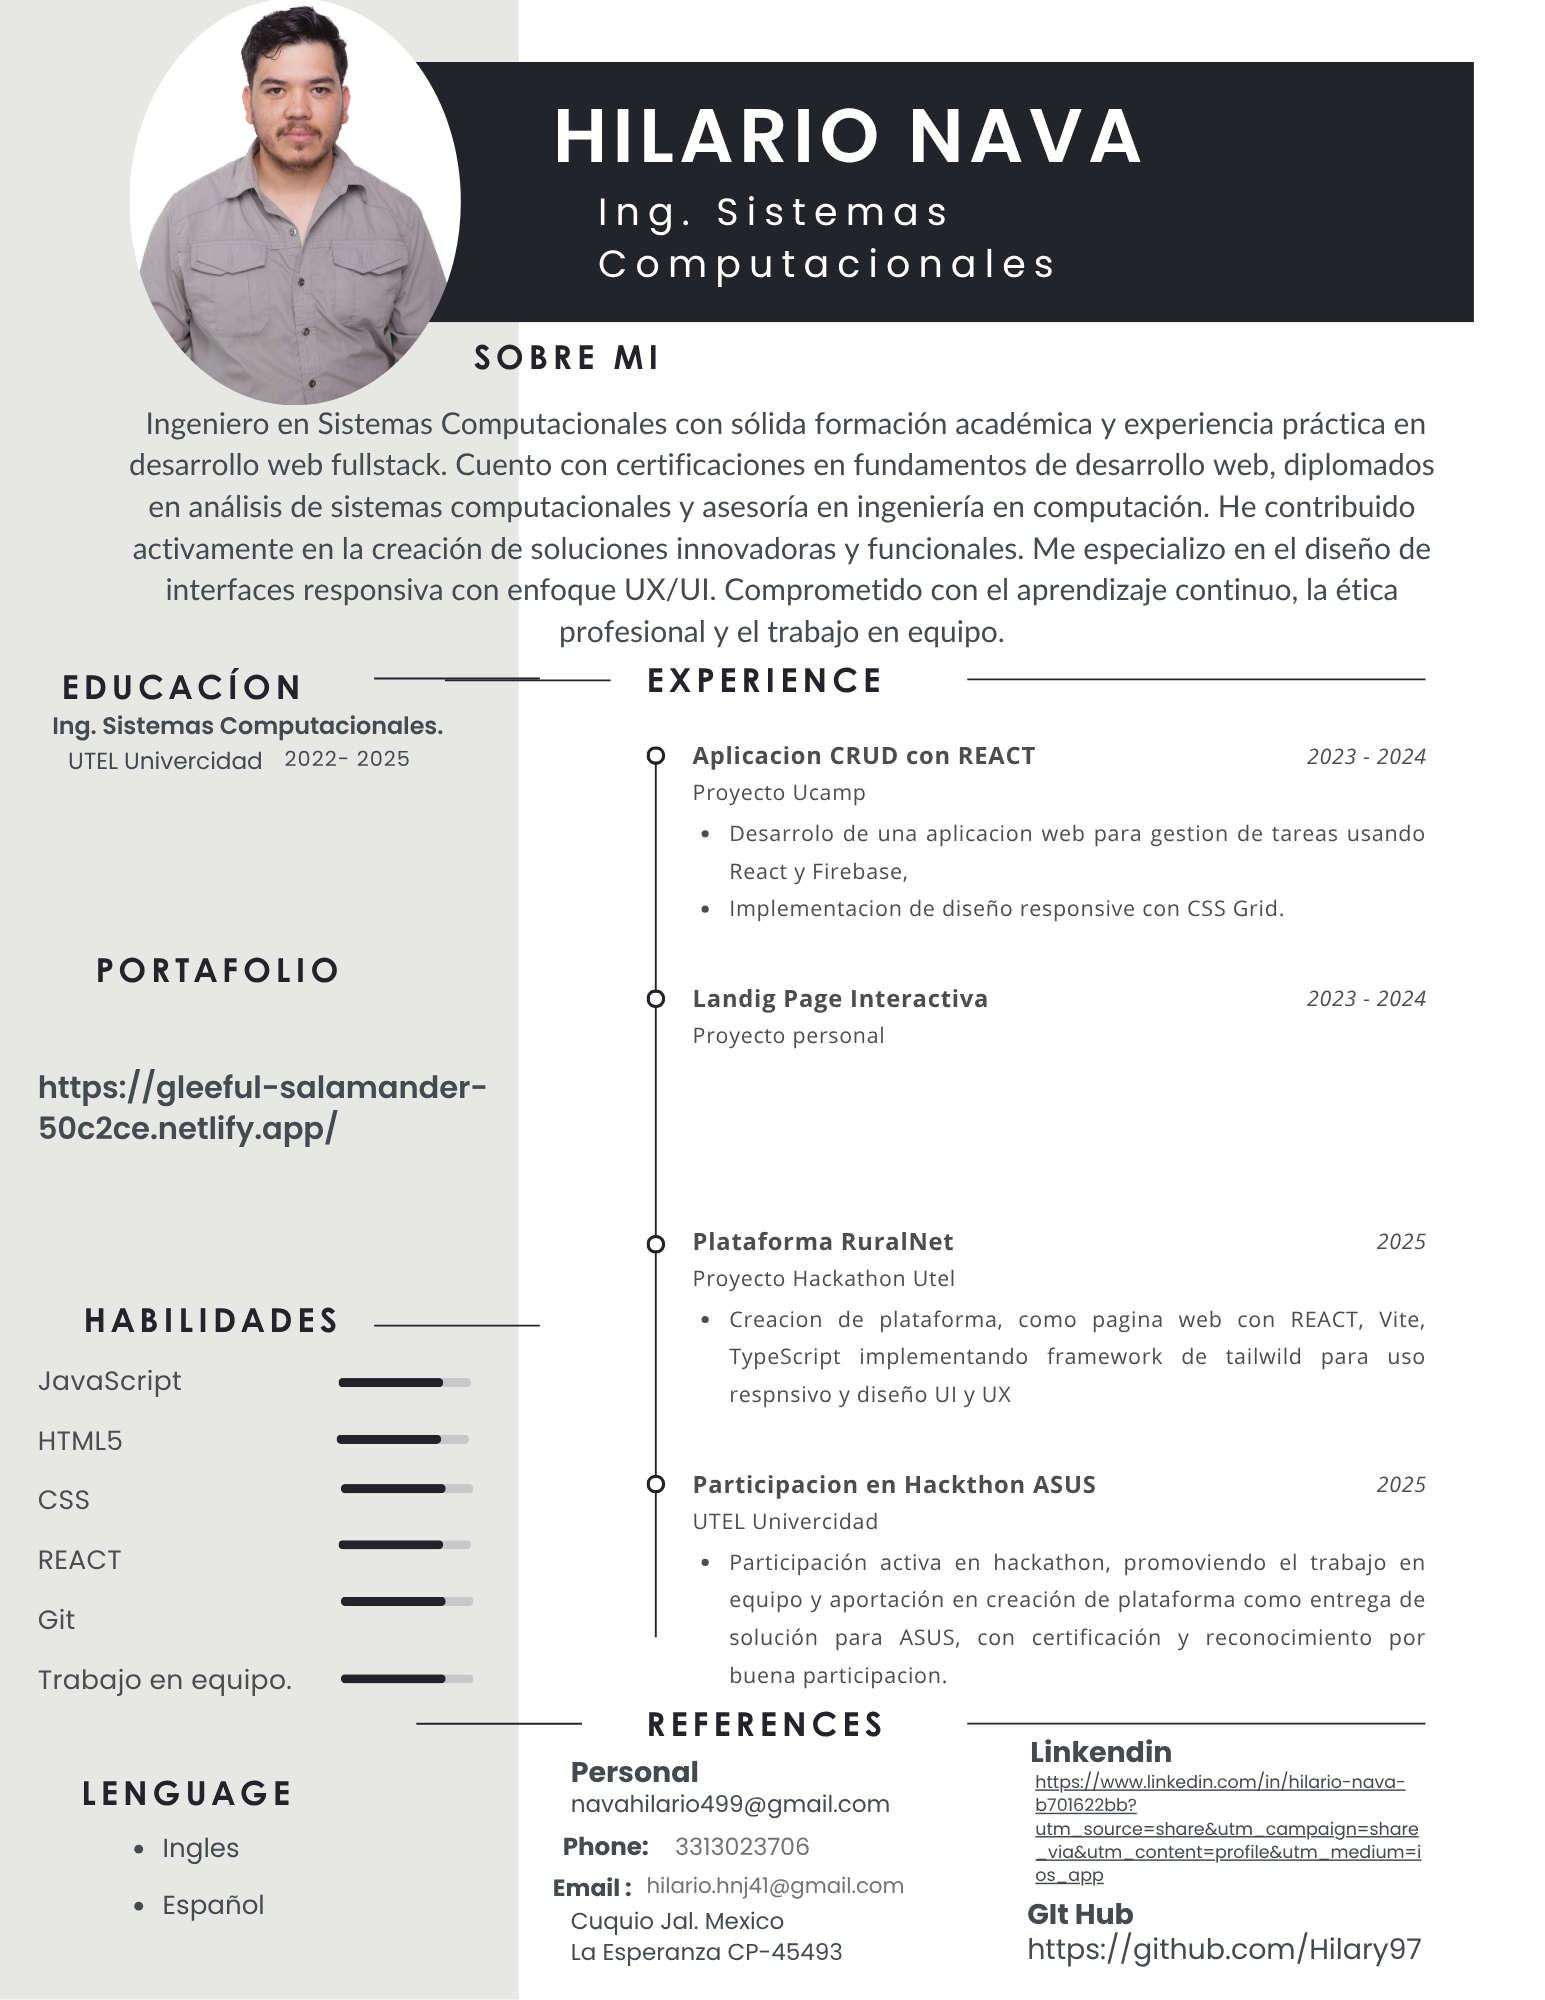 HILARIO NAVA
Ing. Sistemas
Computacionales
SOBRE MI
Ingeniero en Sistemas Computacionales con sólida formación académica y experiencia práctica en
desarrollo web fullstack. Cuento con certificaciones en fundamentos de desarrollo web, diplomados
en análisis de sistemas computacionales y asesoría en ingeniería en computación. He contribuido
activamente en la creación de soluciones innovadoras y funcionales. Me especializo en el diseño de
interfaces responsiva con enfoque UX/UI. Comprometido con el aprendizaje continuo, la ética
profesional y el trabajo en equipo.
EDUCACÍON
Ing. Sistemas Computacionales.
UTEL Univercidad 2022- 2025
PORTAFOLIO
https://gleeful-salamander-
50c2ce.netlify.app/
HABILIDADES
JavaScript
HTML5
CSS
REACT
Git
Trabajo en equipo.
LENGUAGE
• Ingles
• Español
EXPERIENCE
Aplicacion CRUD con REACT 2023 - 2024
Proyecto Ucamp
• Desarrolo de una aplicacion web para gestion de tareas usando
React y Firebase,
• Implementacion de diseño responsive con CSS Grid.
Landig Page Interactiva 2023 - 2024
Proyecto personal
Plataforma RuralNet 2025
Proyecto Hackathon Utel
• Creacion de plataforma, como pagina web con REACT, Vite,
TypeScript implementando framework de tailwild para uso
respnsivo y diseño UI y UX
Participacion en Hackthon ASUS 2025
UTEL Univercidad
• Participación activa en hackathon, promoviendo el trabajo en
equipo y aportación en creación de plataforma como entrega de
solución para ASUS, con certificación y reconocimiento por
buena participacion.
REFERENCES
Personal
navahilario499@gmail.com
Phone: 3313023706
Email : hilario.hnj41@gmail.com
Cuquio Jal. Mexico
La Esperanza CP-45493
Linkendin
https://www.linkedin.com/in/hilario-nava-
b701622bb?
utm_source=share&utm_campaign=share
_via&utm_content=profile&utm_medium=i
os_app
GIt Hub
https://github.com/Hilary97